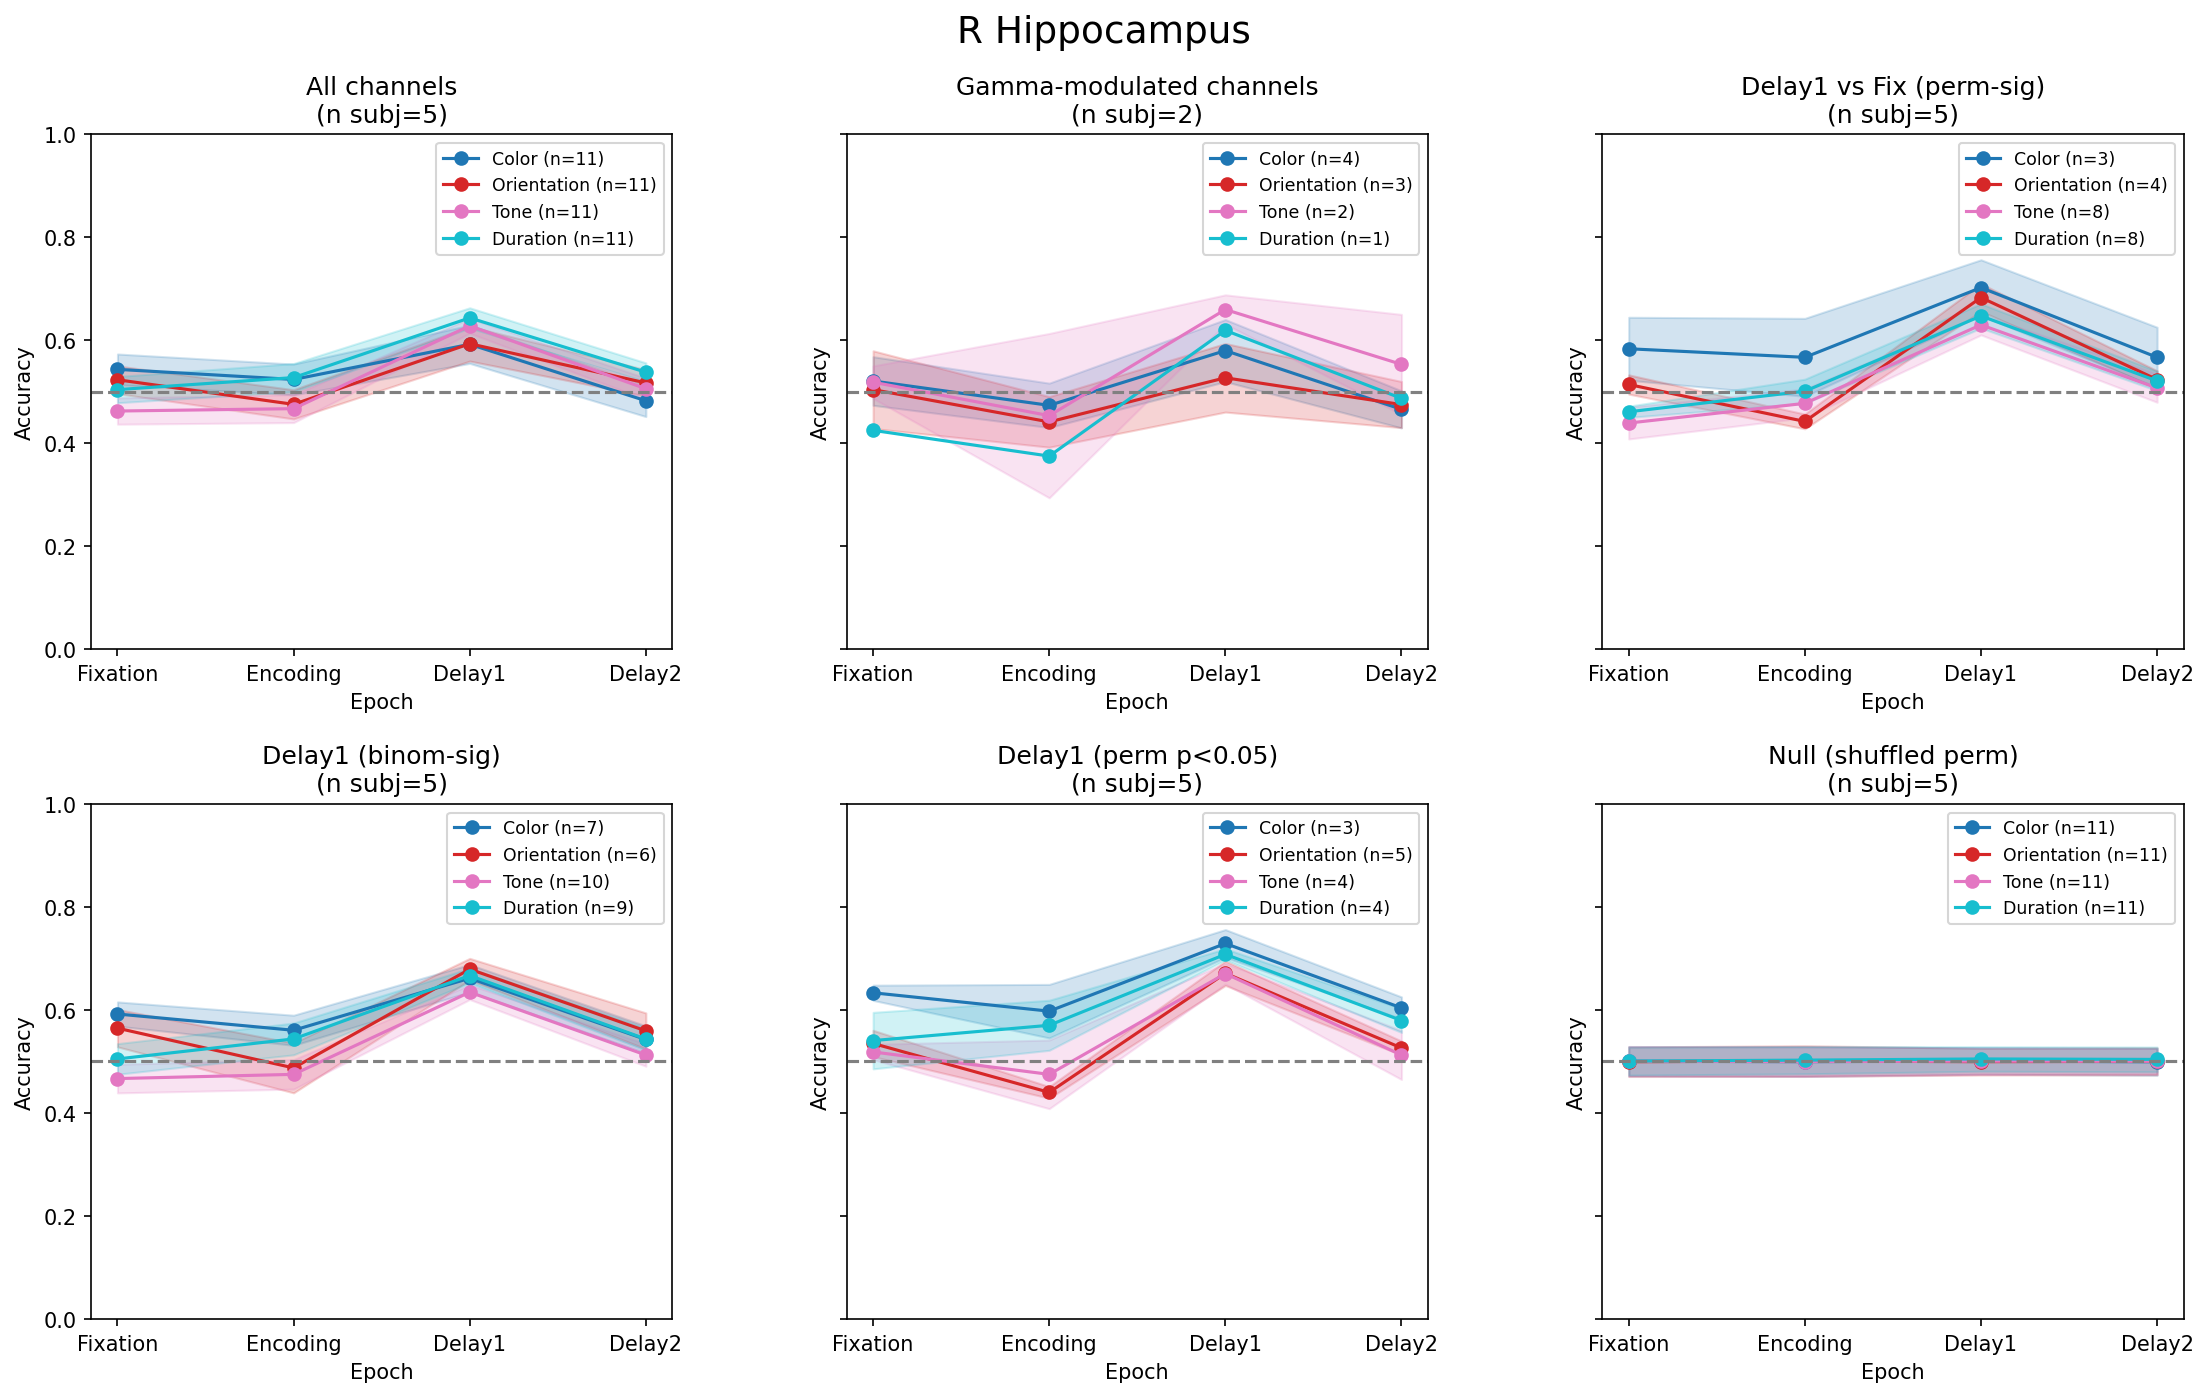 R Hippocampus
All channels
(n subj=5)
Color (n=11)
Orientation (n=11)
Tone (n=11)
Duration (n=11)
1.0
0.8
0.6
0.4
0.2
0.0
Accuracy
Fixation Encoding Delay1 Delay2
Epoch
Gamma-modulated channels
(n subj=2)
Color (n=4)
Orientation (n=3)
Tone (n=2)
Duration (n=1)
Accuracy
Fixation Encoding Delay1 Delay2
Epoch
Delay1 vs Fix (perm-sig)
(n subj=5)
Color (n=3)
Orientation (n=4)
Tone (n=8)
Duration (n=8)
Accuracy
Fixation Encoding Delay1 Delay2
Epoch
Delay1 (binom-sig)
(n subj=5)
Color (n=7)
Orientation (n=6)
Tone (n=10)
Duration (n=9)
1.0
0.8
0.6
0.4
0.2
0.0
Accuracy
Fixation Encoding Delay1 Delay2
Epoch
Delay1 (perm p<0.05)
(n subj=5)
Color (n=3)
Orientation (n=5)
Tone (n=4)
Duration (n=4)
Accuracy
Fixation Encoding Delay1 Delay2
Epoch
Null (shuffled perm)
(n subj=5)
Color (n=11)
Orientation (n=11)
Tone (n=11)
Duration (n=11)
Accuracy
Fixation Encoding Delay1 Delay2
Epoch